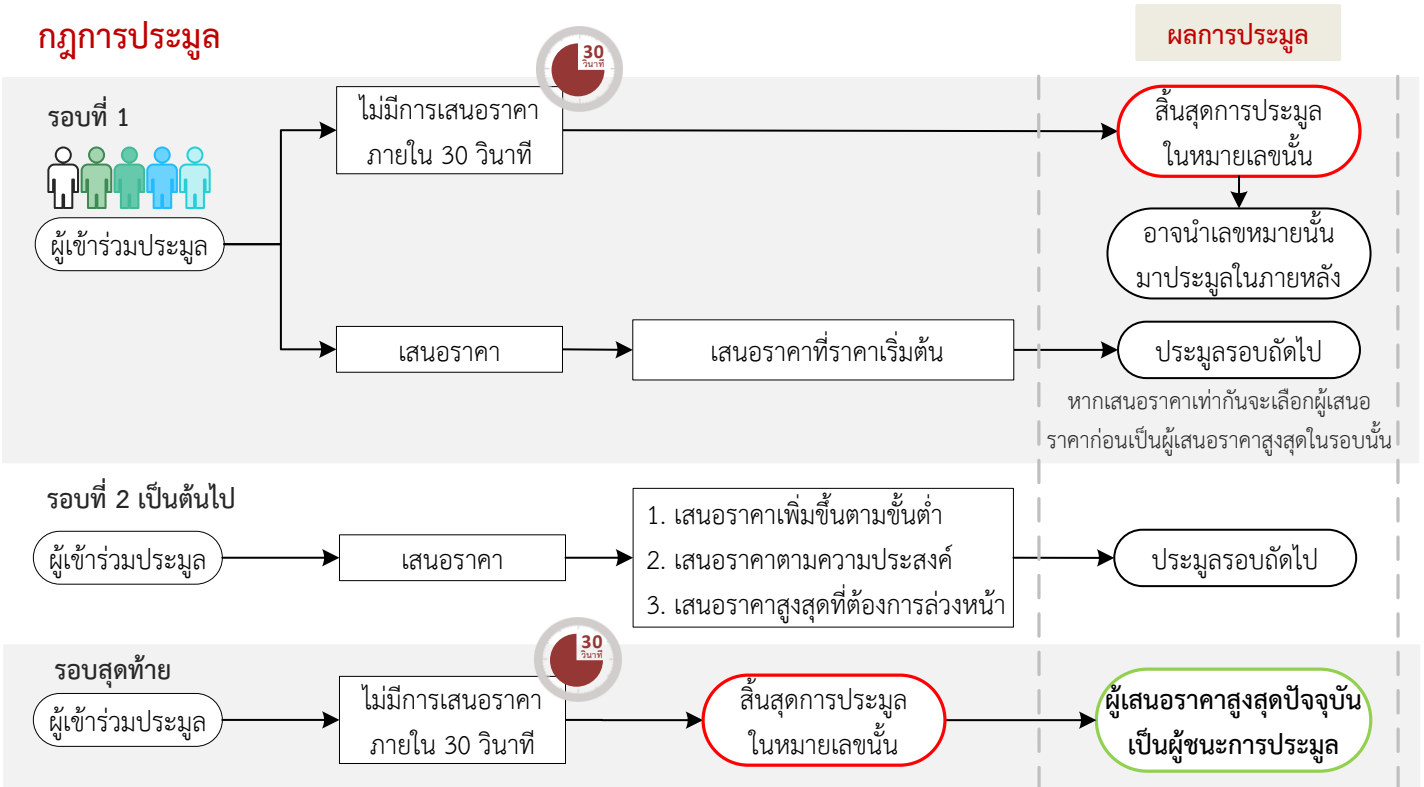 กฎการประมูล
ผลการประมูล
รอบที่ 1
ผู้เข้าร่วมประมูล
ไม่มีการเสนอราคา
ภายใน 30 วินาที
30
วินาที
สิ้นสุดการประมูล
ในหมายเลขนั้น
อาจนำเลขหมายนั้น
มาประมูลในภายหลัง
เสนอราคา
เสนอราคาที่ราคาเริ่มต้น
ประมูลรอบถัดไป
หากเสนอราคาเท่ากันจะเลือกผู้เสนอ
ราคาก่อนเป็นผู้เสนอราคาสูงสุดในรอบนั้น
รอบที่ 2 เป็นต้นไป
ผู้เข้าร่วมประมูล
เสนอราคา
1. เสนอราคาเพิ่มขึ้นตามขั้นต่ำ
2. เสนอราคาตามความประสงค์
3. เสนอราคาสูงสุดที่ต้องการล่วงหน้า
ประมูลรอบถัดไป
รอบสุดท้าย
ผู้เข้าร่วมประมูล
ไม่มีการเสนอราคา
ภายใน 30 วินาที
30
วินาที
สิ้นสุดการประมูล
ในหมายเลขนั้น
ผู้เสนอราคาสูงสุดปัจจุบัน
เป็นผู้ชนะการประมูล